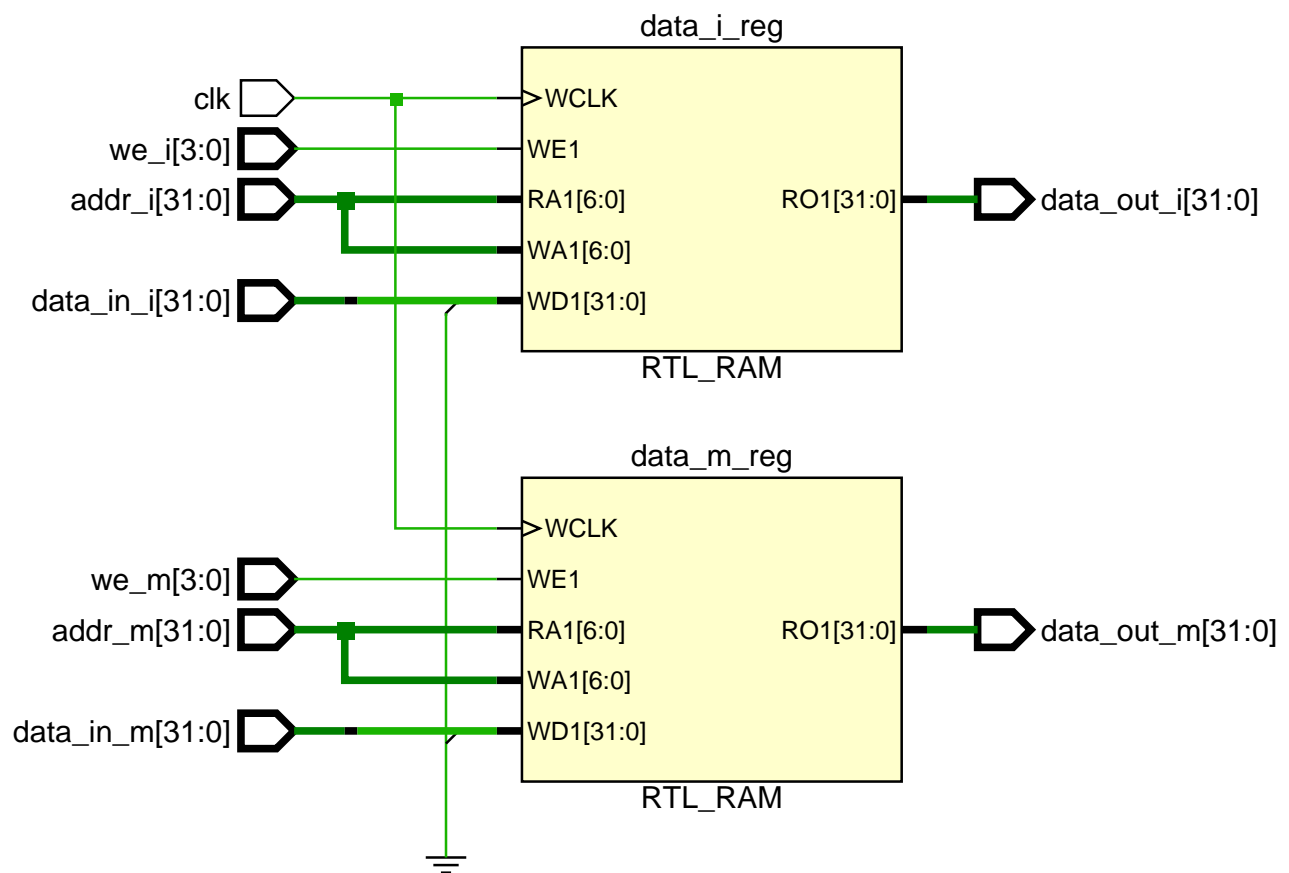 data_i_reg
clk
WCLK
we_i[3:0]
WE1
addr_i[31:0]
RA1[6:0]
RO1[31:0]
data_out_i[31:0]
WA1[6:0]
data_in_i[31:0]
WD1[31:0]
RTL_RAM
data_m_reg
WCLK
we_m[3:0]
WE1
addr_m[31:0]
RA1[6:0]
RO1[31:0]
data_out_m[31:0]
WA1[6:0]
data_in_m[31:0]
WD1[31:0]
RTL_RAM